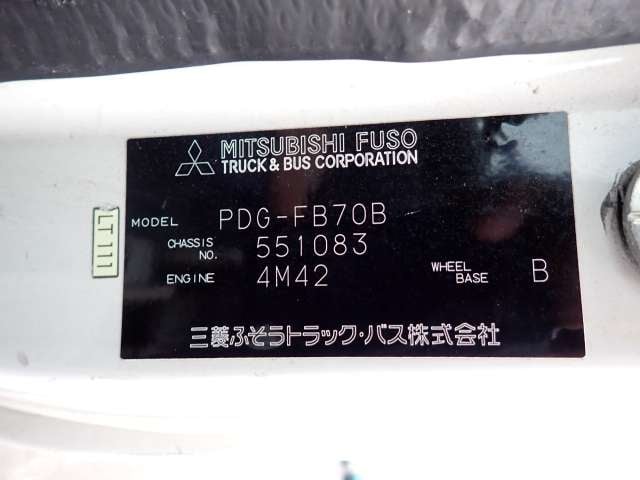 MITSUBISHI FUSO
TRUCK & BUS CORPORATION
MODEL PDG-FB70B
CHASSIS NO. 551083
ENGINE 4M42 WHEEL BASE B
三菱ふそうトラック・バス株式会社
LT111